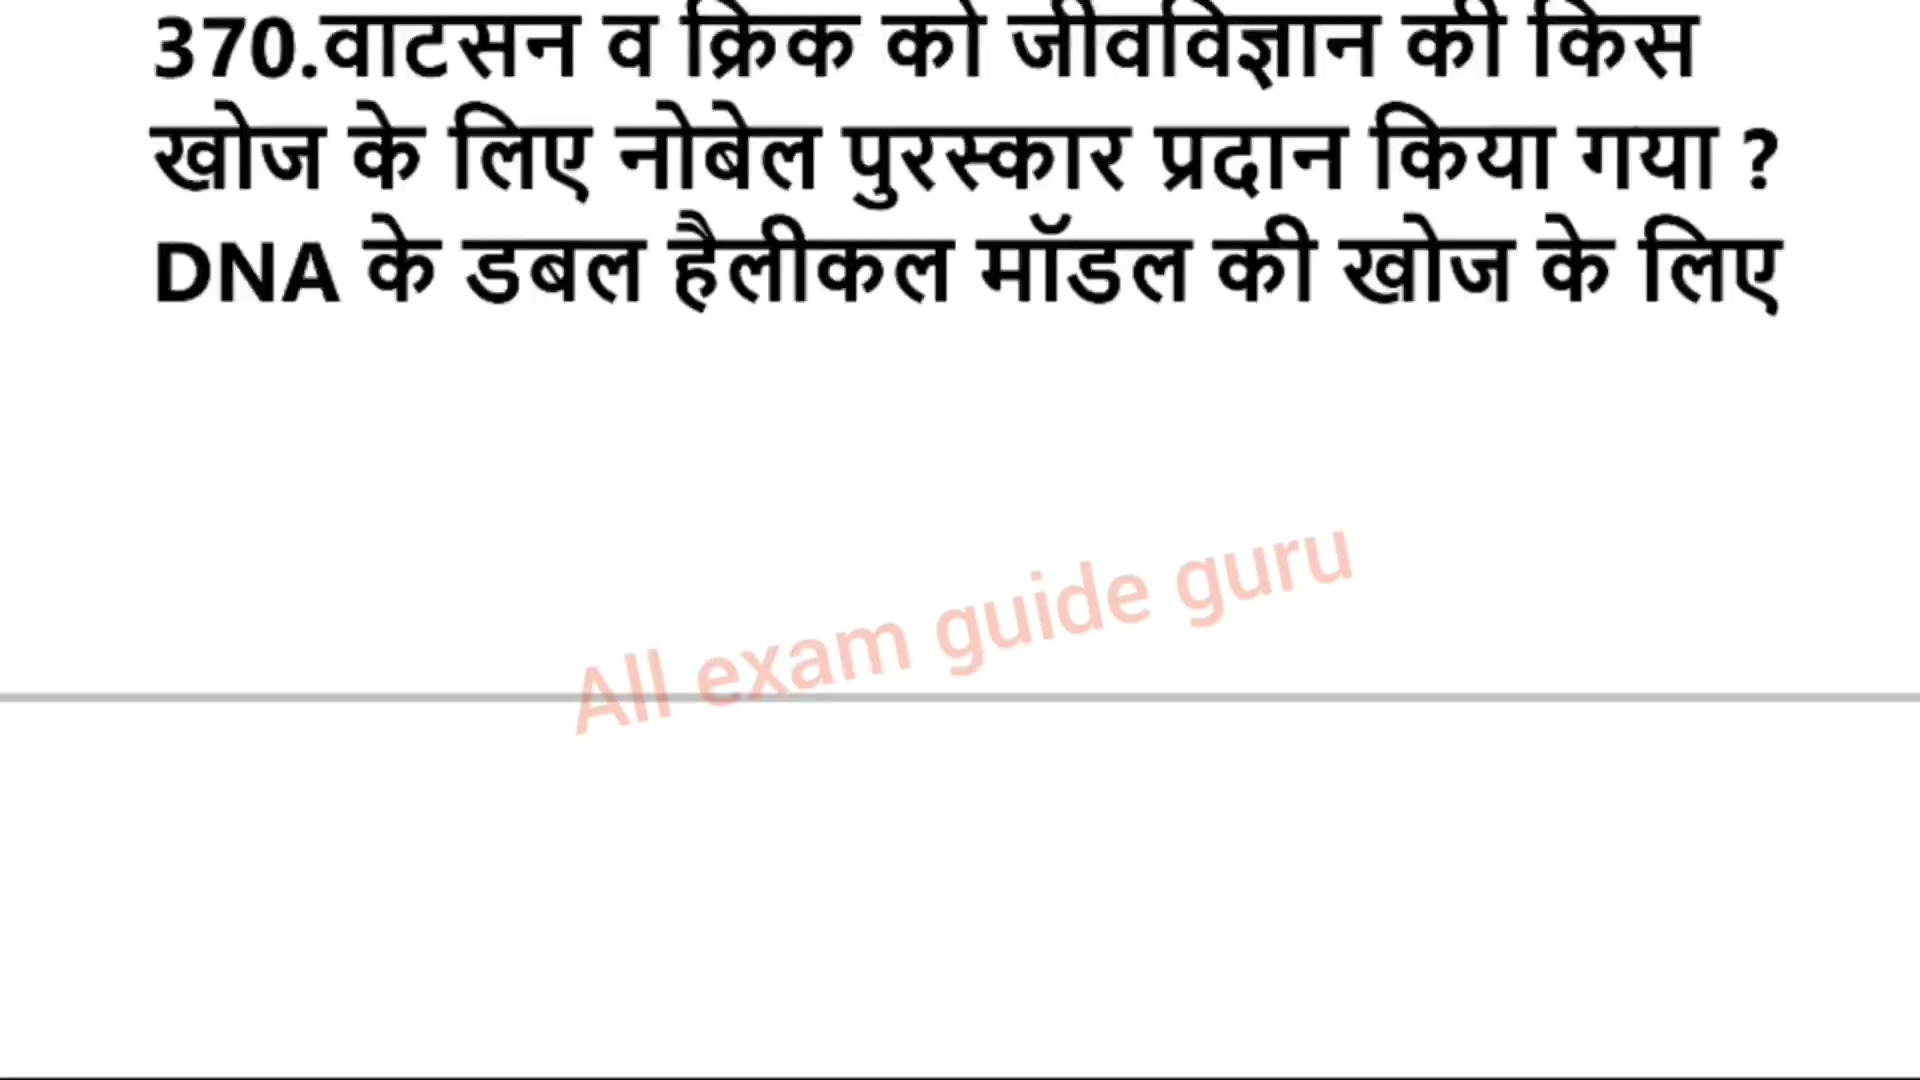 370.वाटसन व क्रिक को जीवविज्ञान की किस
खोज के लिए नोबेल पुरस्कार प्रदान किया गया ?
DNA के डबल हैलीकल मॉडल की खोज के लिए
All exam guide guru